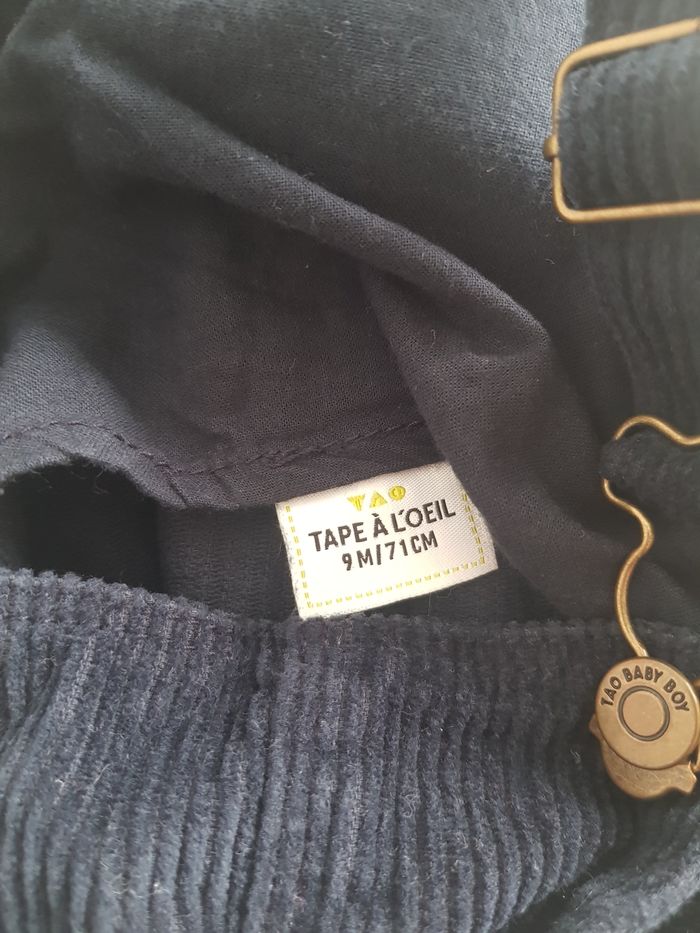 TAO
TAPE À L'OEIL
9M/71CM
TAO BABY BOY